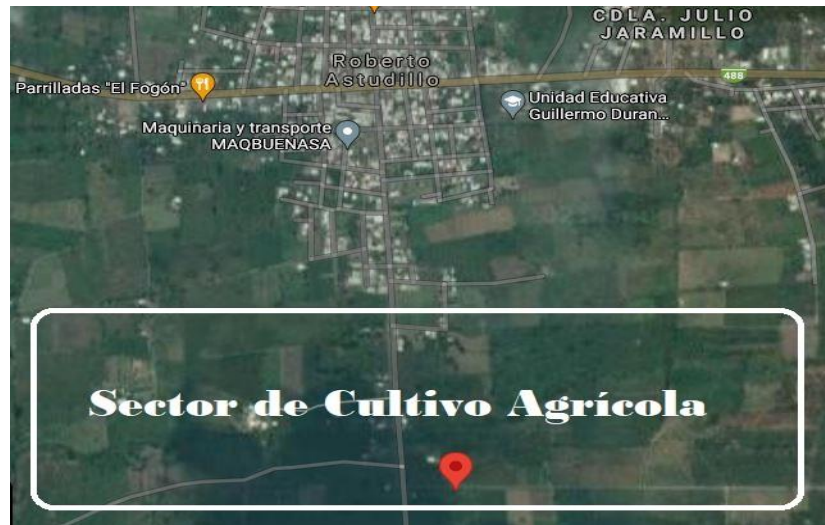 CDLA. JULIO
JARAMILLO
Roberto
Astudillo
488
Parrilladas "El Fogón"
Unidad Educativa
Guillermo Duran...
Maquinaria y transporte
MAQBUENASA
Sector de Cultivo Agrícola